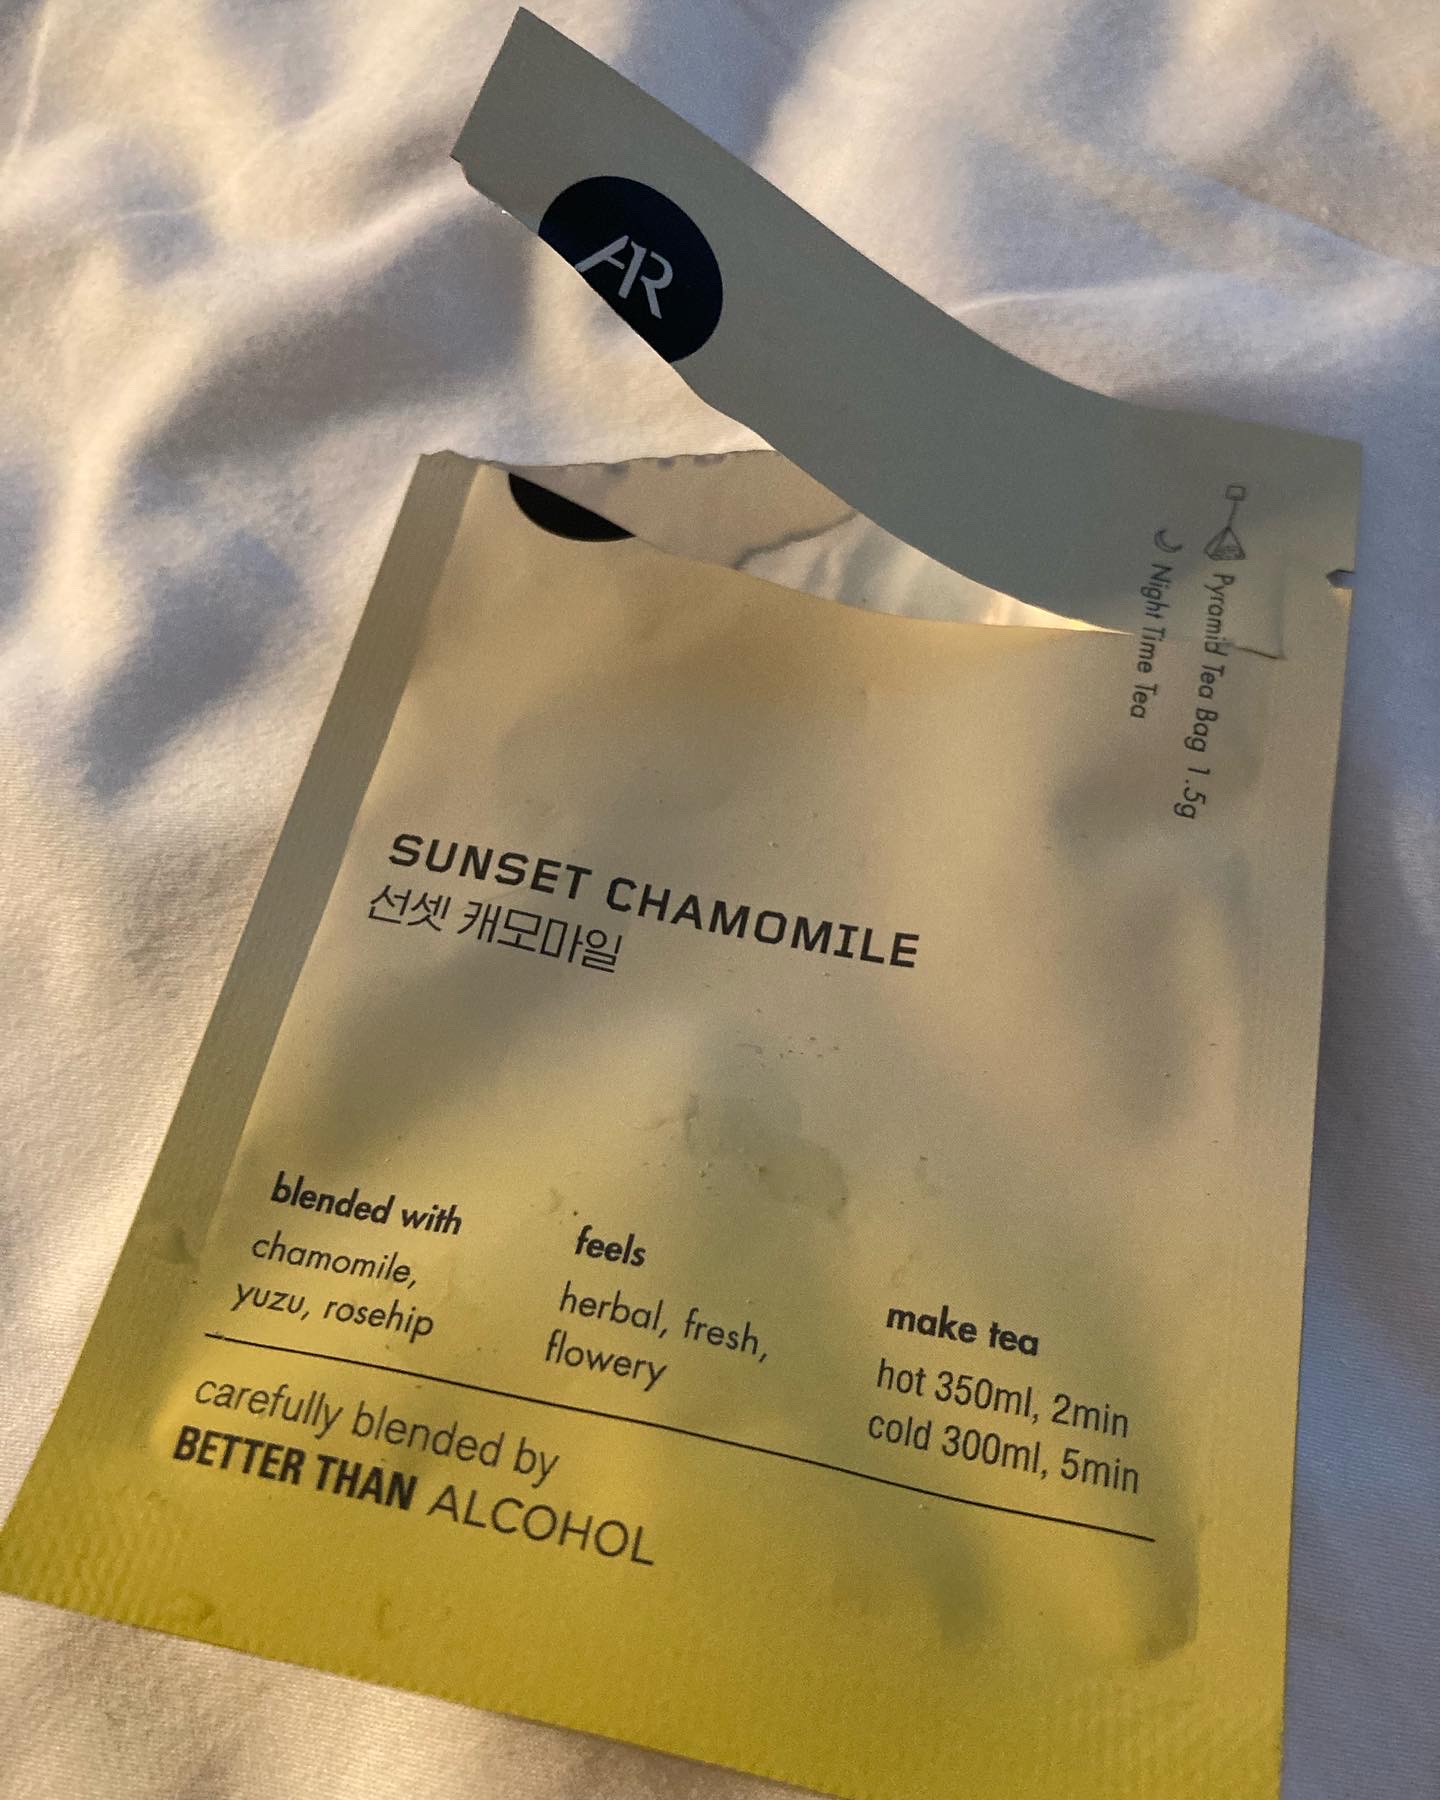 AR
Pyramid Tea Bag 1.5g
Night Time Tea
SUNSET CHAMOMILE
선셋 캐모마일
blended with
chamomile,
yuzu, rosehip
feels
herbal, fresh,
flowery
make tea
hot 350ml, 2min
cold 300ml, 5min
carefully blended by
BETTER THAN ALCOHOL